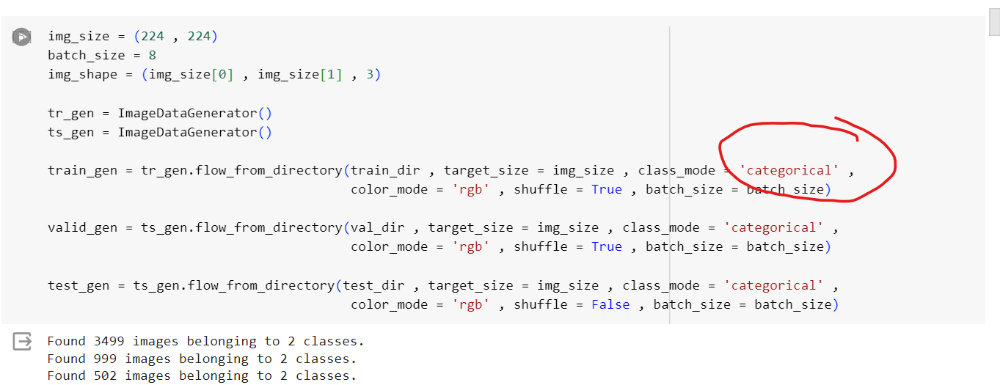 img_size = (224 , 224)
batch_size = 8
img_shape = (img_size[0] , img_size[1] , 3)
tr_gen = ImageDataGenerator()
ts_gen = ImageDataGenerator()
train_gen = tr_gen.flow_from_directory(train_dir , target_size = img_size , class_mode = 'categorical' ,
color_mode = 'rgb' , shuffle = True , batch_size = batch_size)
valid_gen = ts_gen.flow_from_directory(val_dir , target_size = img_size , class_mode = 'categorical' ,
color_mode = 'rgb' , shuffle = True , batch_size = batch_size)
test_gen = ts_gen.flow_from_directory(test_dir , target_size = img_size , class_mode = 'categorical' ,
color_mode = 'rgb' , shuffle = False , batch_size = batch_size)
Found 3499 images belonging to 2 classes.
Found 999 images belonging to 2 classes.
Found 502 images belonging to 2 classes.